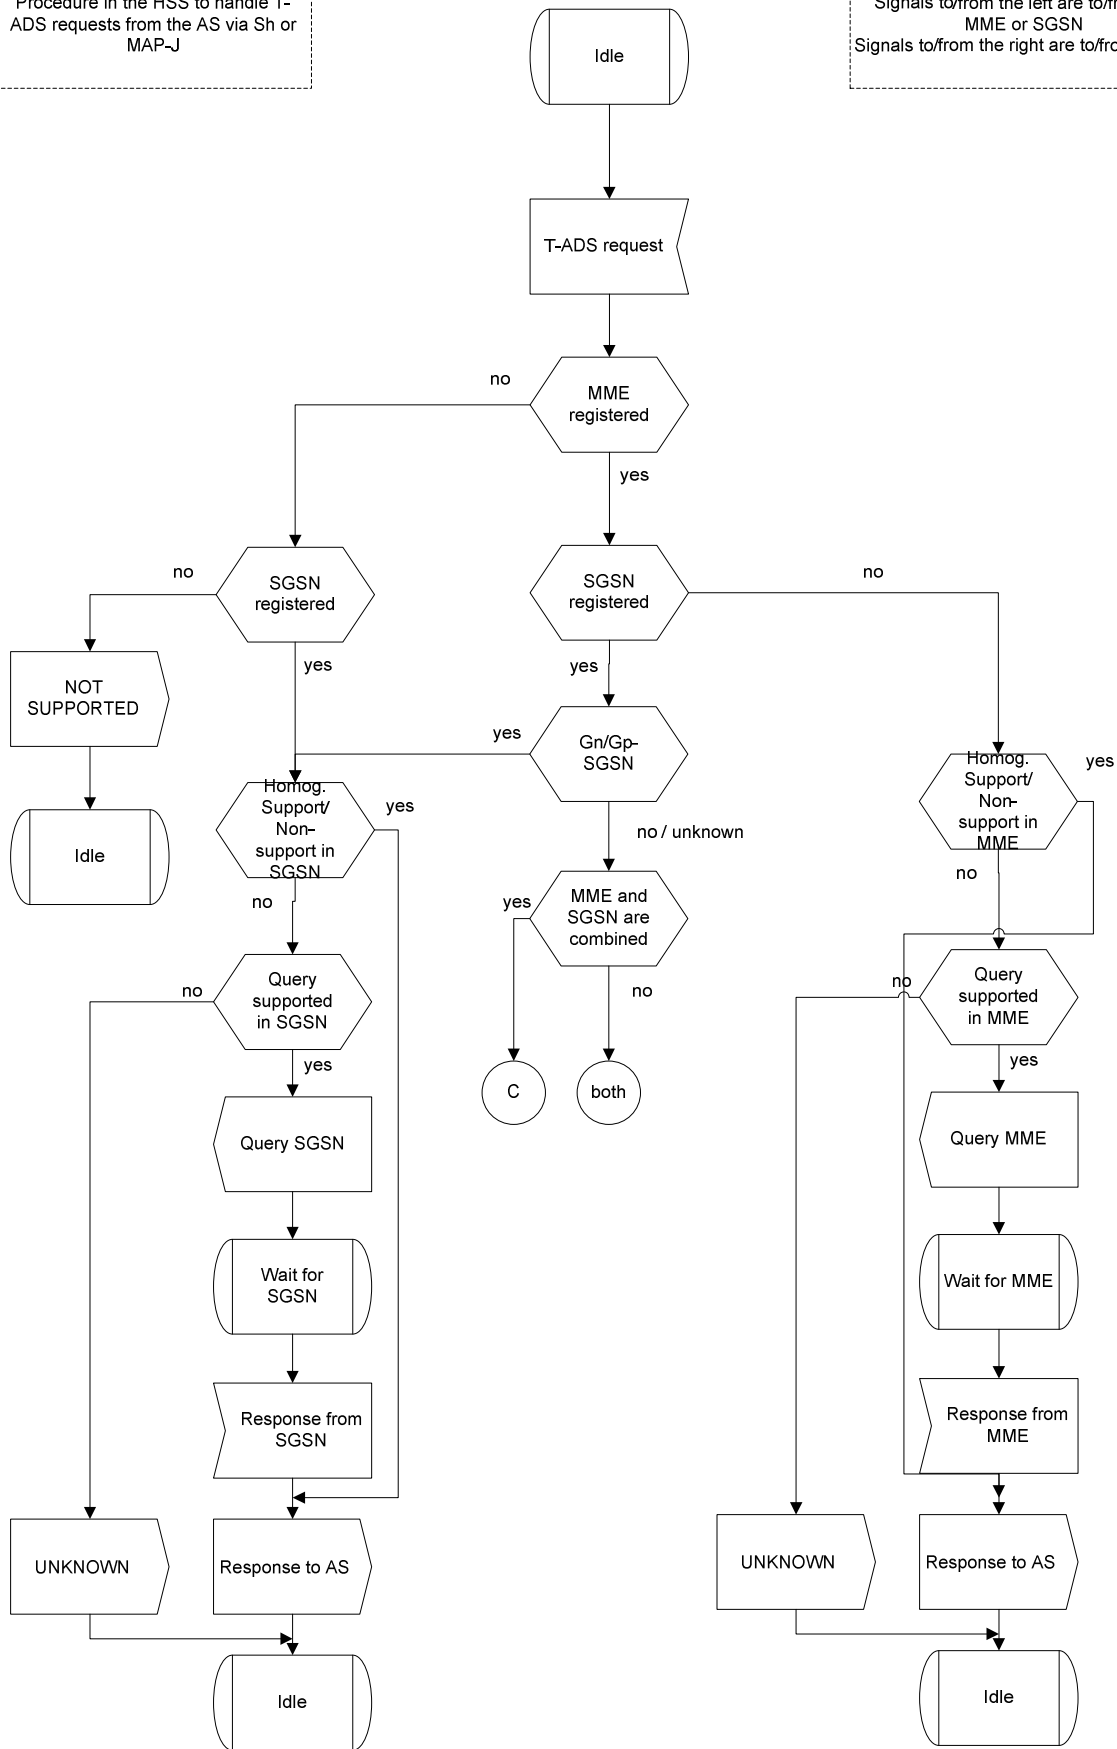 Procedure in the HSS to handle T-
ADS requests from the AS via Sh or
MAP-J
Signals to/from the left are
MME or SGSN
Signals to/from the right are
Idle
T-ADS request
MME
registered
no
yes
SGSN
registered
no
yes
SGSN
registered
no
yes
NOT
SUPPORTED
Idle
Gn/Gp-
SGSN
yes
no / unknown
Homog.
Support/
Non-
support in
SGSN
yes
no
Homog.
Support/
Non-
support in
MME
yes
no
MME and
SGSN are
combined
yes
no
C
both
Query
supported
in SGSN
no
yes
Query
supported
in MME
no
yes
Query SGSN
Query MME
Wait for
SGSN
Wait for MME
Response from
SGSN
Response from
MME
UNKNOWN
Response to AS
UNKNOWN
Response to AS
Idle
Idle